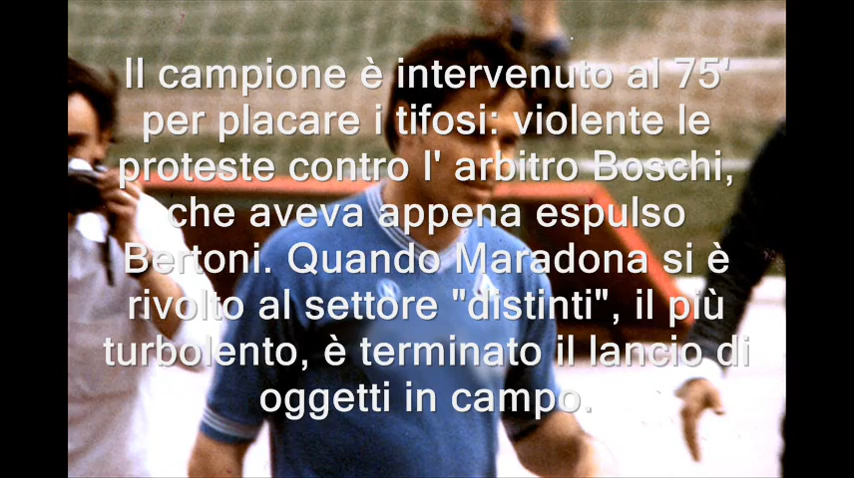 Il campione è intervenuto al 75'
per placare i tifosi: violente le
proteste contro l' arbitro Boschi,
che aveva appena espulso
Bertoni. Quando Maradona si è
rivolto al settore "distinti", il più
turbolento, è terminato il lancio di
oggetti in campo.